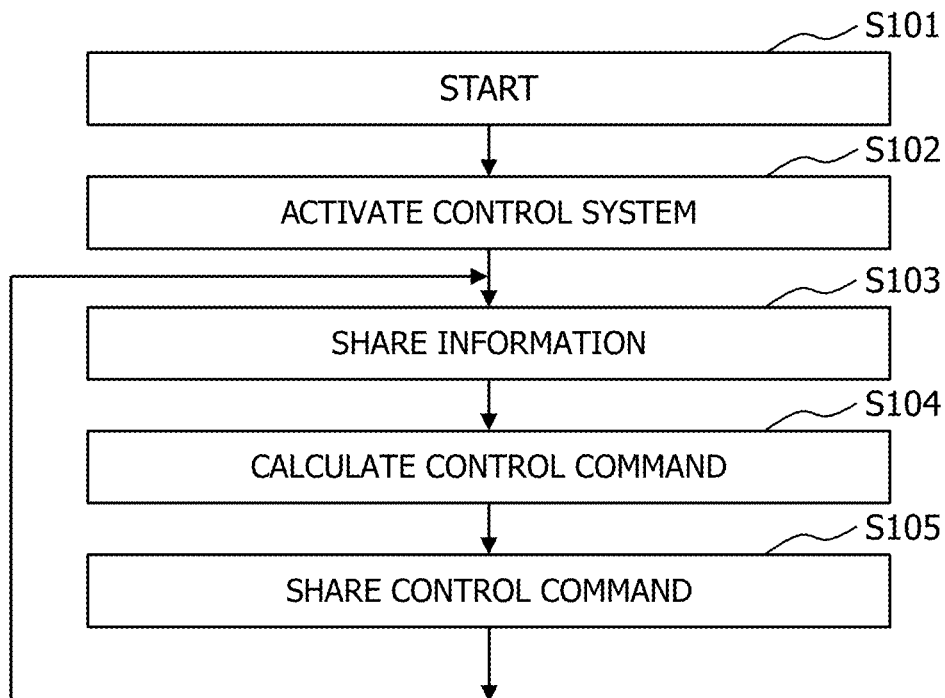 S101
START
S102
ACTIVATE CONTROL SYSTEM
S103
SHARE INFORMATION
S104
CALCULATE CONTROL COMMAND
S105
SHARE CONTROL COMMAND